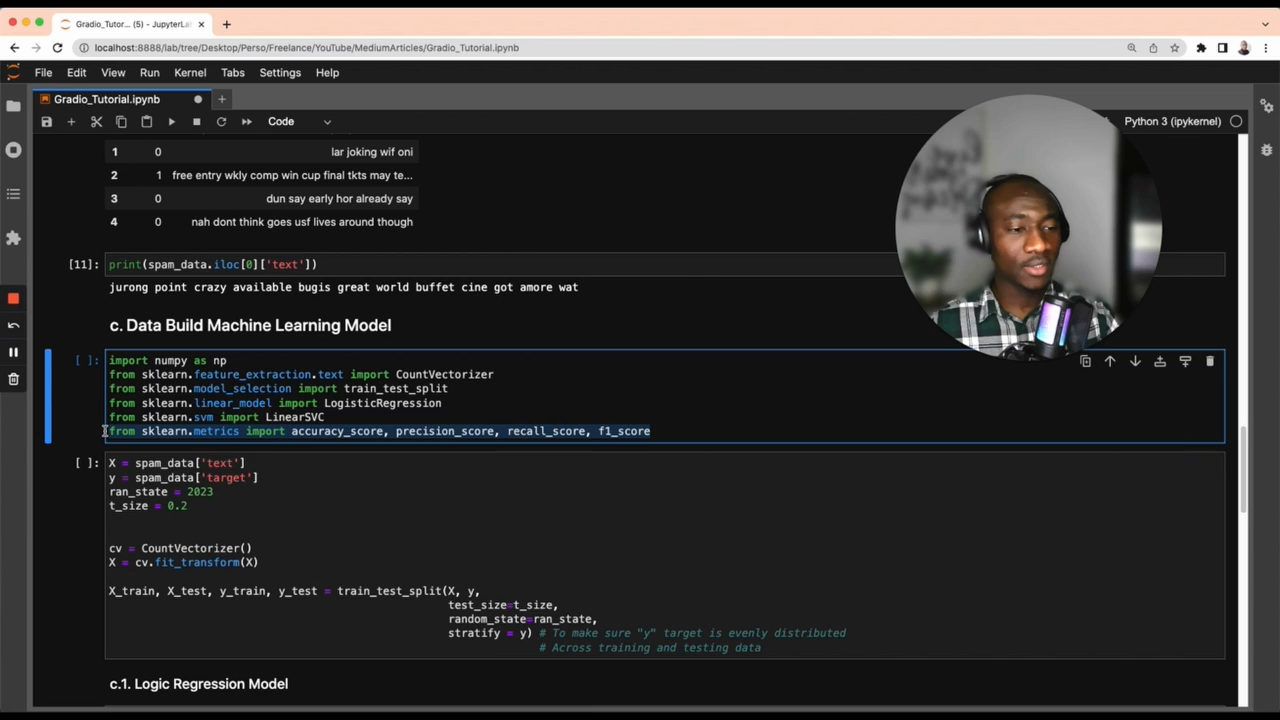 Gradio_Tutor... (5) - JupyterLa
localhost:8888/lab/tree/Desktop/Perso/Freelance/YouTube/MediumArticles/Gradio_Tutorial.ipynb
File Edit View Run Kernel Tabs Settings Help
Gradio_Tutorial.ipynb
Code
Python 3 (ipykernel)
1 0 lar joking wif oni
2 1 free entry wkly comp win cup final tkts may te...
3 0 dun say early hor already say
4 0 nah dont think goes usf lives around though
[11]: print(spam_data.iloc[0]['text'])
jurong point crazy available bugis great world buffet cine got amore wat
c. Data Build Machine Learning Model
[ ]: import numpy as np
from sklearn.feature_extraction.text import CountVectorizer
from sklearn.model_selection import train_test_split
from sklearn.linear_model import LogisticRegression
from sklearn.svm import LinearSVC
from sklearn.metrics import accuracy_score, precision_score, recall_score, f1_score
[ ]: X = spam_data['text']
y = spam_data['target']
ran_state = 2023
t_size = 0.2
cv = CountVectorizer()
X = cv.fit_transform(X)
X_train, X_test, y_train, y_test = train_test_split(X, y,
test_size=t_size,
random_state=ran_state,
stratify = y) # To make sure "y" target is evenly distributed
# Across training and testing data
c.1. Logic Regression Model